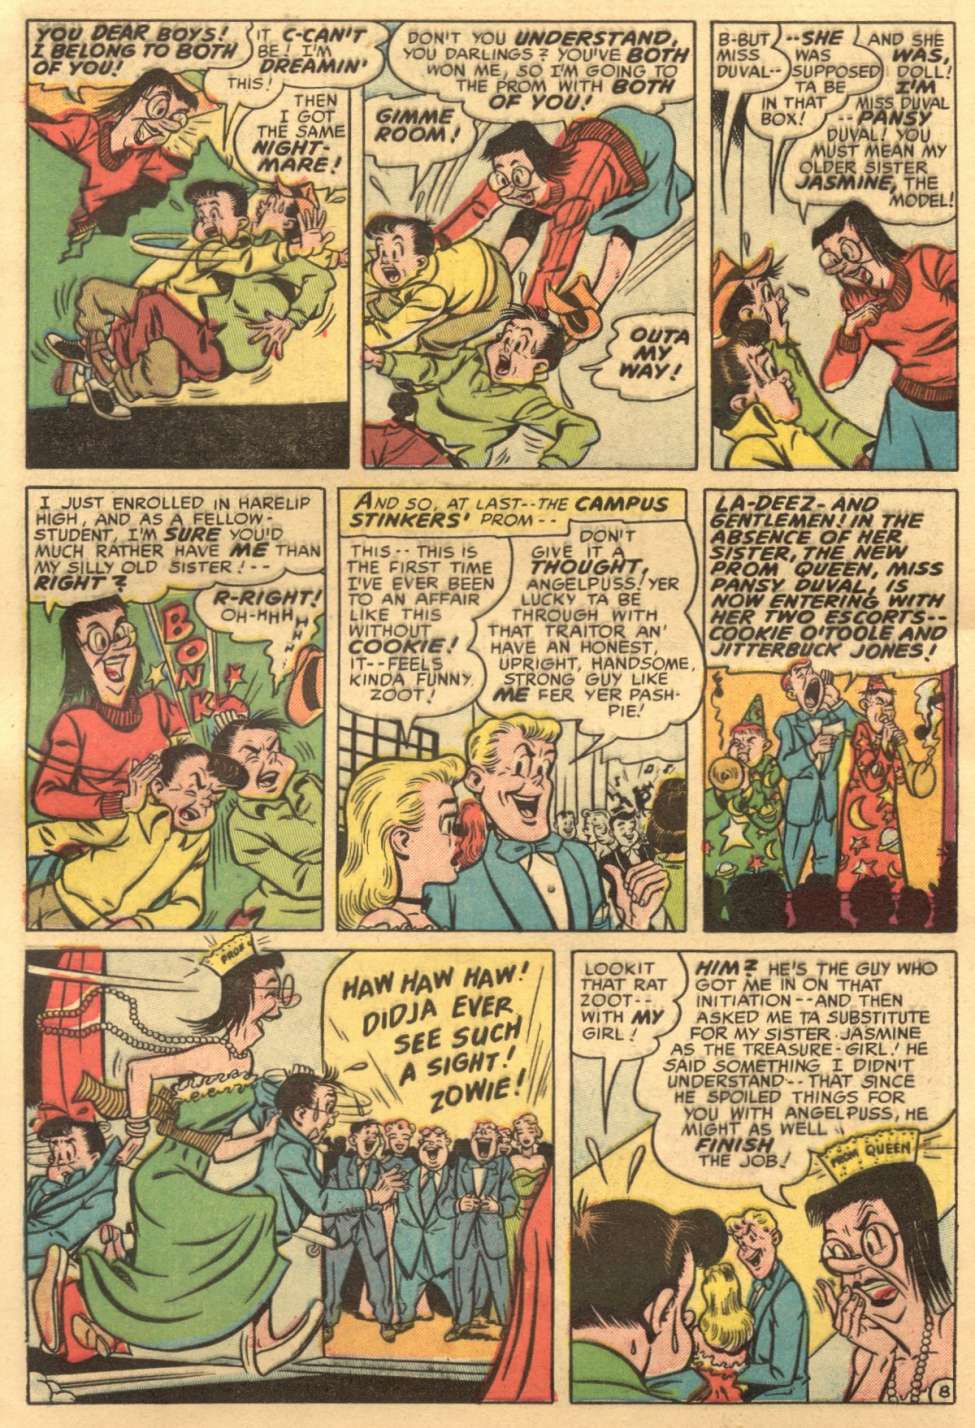 YOU DEAR BOYS!
I BELONG TO BOTH
OF YOU!
IT C-CAN'T
BE! I'M
DREAMIN'
THIS!
THEN
I GOT
THE SAME
NIGHT-
MARE!
DON'T YOU UNDERSTAND,
YOU DARLINGS? YOU'VE BOTH
WON ME, SO I'M GOING TO
THE PROM WITH BOTH
OF YOU!
GIMME
ROOM!
OUTA
MY
WAY!
B-BUT
MISS
DUVAL--
--SHE
WAS
SUPPOSED
TA BE
IN THAT
BOX!
AND SHE
WAS,
DOLL!
I'M
MISS DUVAL
--PANSY
DUVAL! YOU
MUST MEAN MY
OLDER SISTER
JASMINE, THE
MODEL!
I JUST ENROLLED IN HARELIP
HIGH, AND AS A FELLOW-
STUDENT, I'M SURE YOU'D
MUCH RATHER HAVE ME THAN
MY SILLY OLD SISTER!--
RIGHT?
R-RIGHT!
OH-HHH
H
H
H
BONK
AND SO, AT LAST--THE CAMPUS
STINKERS' PROM--
THIS--THIS IS
THE FIRST TIME
I'VE EVER BEEN
TO AN AFFAIR
LIKE THIS
WITHOUT
COOKIE!
IT--FEELS
KINDA FUNNY,
ZOOT!
DON'T
GIVE IT A
THOUGHT,
ANGELPUSS! YER
LUCKY TA BE
THROUGH WITH
THAT TRAITOR AN'
HAVE AN HONEST,
UPRIGHT, HANDSOME,
STRONG GUY LIKE
ME FER YER PASH-
PIE!
LA-DEEZ-AND
GENTLEMEN! IN THE
ABSENCE OF HER
SISTER, THE NEW
PROM QUEEN, MISS
PANSY DUVAL, IS
NOW ENTERING WITH
HER TWO ESCORTS--
COOKIE O'TOOLE AND
JITTERBUCK JONES!
PROM
HAW HAW HAW!
DIDJA EVER
SEE SUCH
A SIGHT!
ZOWIE!
LOOKIT
THAT RAT
ZOOT--
WITH MY
GIRL!
HIM? HE'S THE GUY WHO
GOT ME IN ON THAT
INITIATION--AND THEN
ASKED ME TA SUBSTITUTE
FOR MY SISTER JASMINE
AS THE TREASURE-GIRL! HE
SAID SOMETHING I DIDN'T
UNDERSTAND--THAT SINCE
HE SPOILED THINGS FOR
YOU WITH ANGELPUSS, HE
MIGHT AS WELL
FINISH
THE JOB!
PROM QUEEN
8